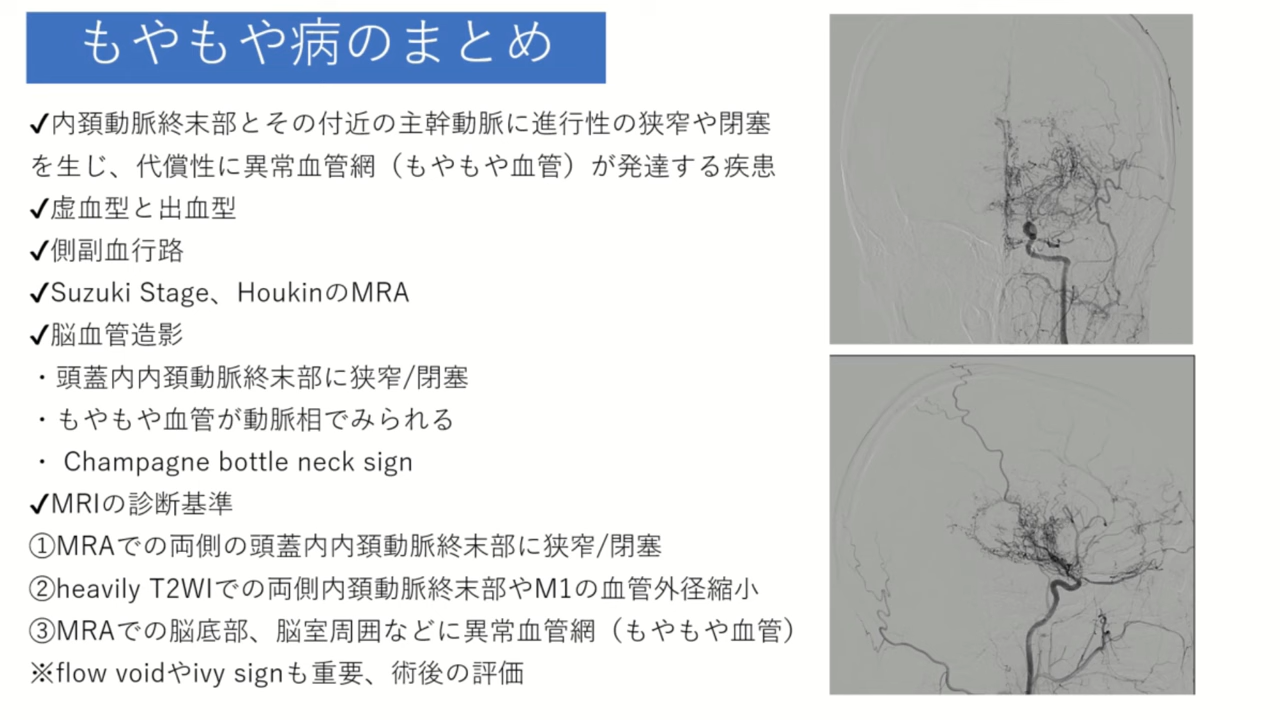 もやもや病のまとめ
✓内頚動脈終末部とその付近の主幹動脈に進行性の狭窄や閉塞
を生じ、代償性に異常血管網（もやもや血管）が発達する疾患
✓虚血型と出血型
✓側副血行路
✓Suzuki Stage、HoukinのMRA
✓脳血管造影
・頭蓋内内頚動脈終末部に狭窄/閉塞
・もやもや血管が動脈相でみられる
・ Champagne bottle neck sign
✓MRIの診断基準
①MRAでの両側の頭蓋内内頚動脈終末部に狭窄/閉塞
②heavily T2WIでの両側内頚動脈終末部やM1の血管外径縮小
③MRAでの脳底部、脳室周囲などに異常血管網（もやもや血管）
※flow voidやivy signも重要、術後の評価